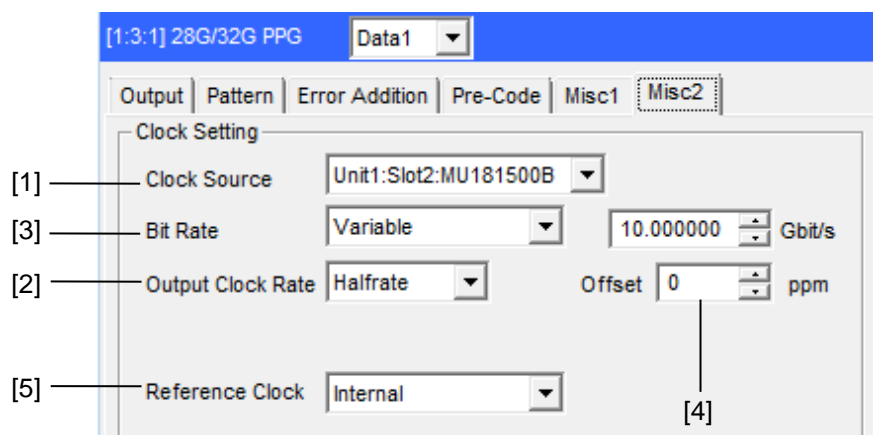 [1:3:1] 28G/32G PPG Data1
Output Pattern Error Addition Pre-Code Misc1 Misc2
Clock Setting
[1] Clock Source Unit1:Slot2:MU181500B
[3] Bit Rate Variable 10.000000 Gbit/s
[2] Output Clock Rate Halfrate Offset 0 ppm
[5] Reference Clock Internal
[4]